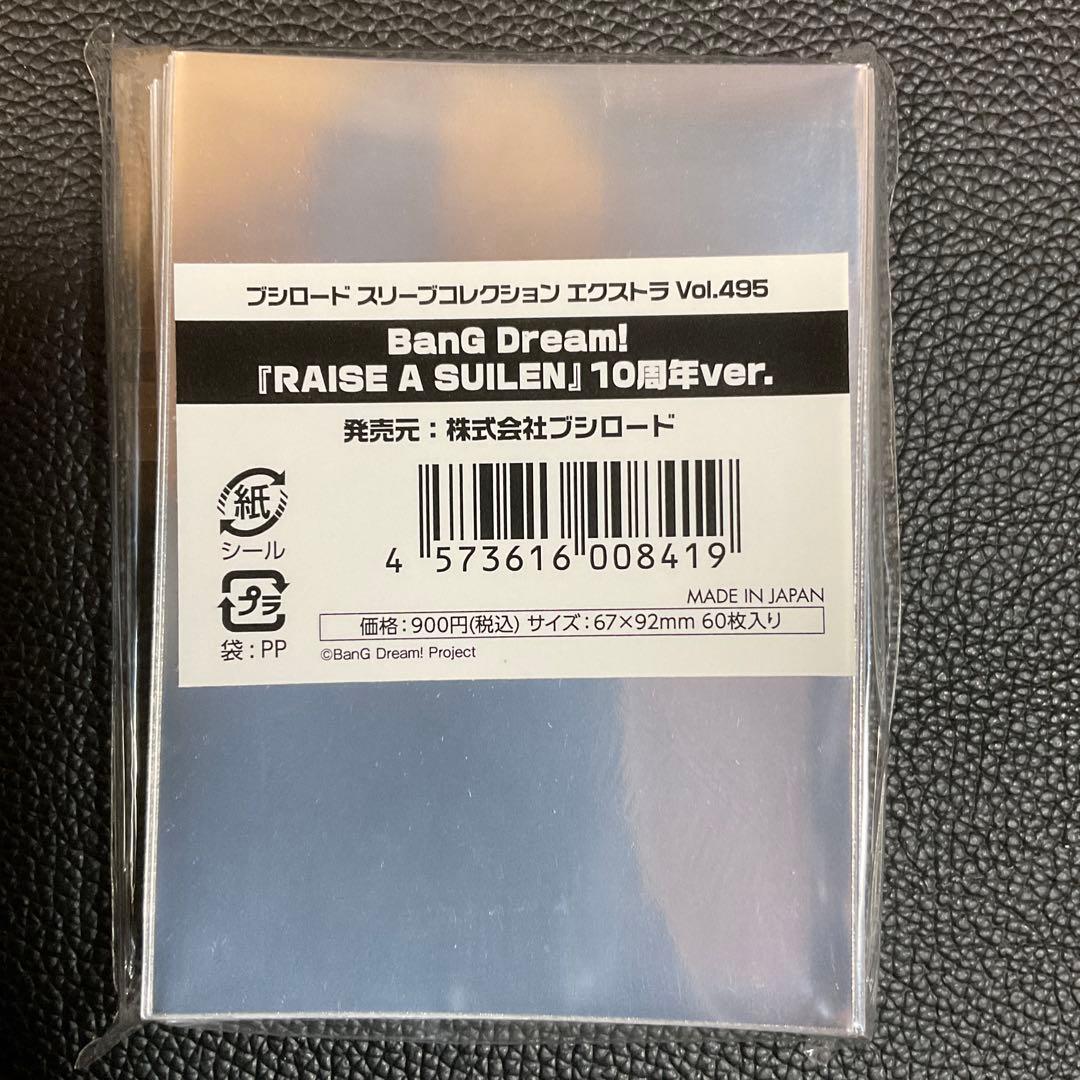 ブシロード スリーブコレクション エクストラ Vol.495
BanG Dream!
『RAISE A SUILEN』10周年ver.
発売元：株式会社ブシロード
紙
シール
プラ
袋：PP
4 573616 008419
MADE IN JAPAN
価格：900円(税込) サイズ：67×92mm 60枚入り
©BanG Dream! Project